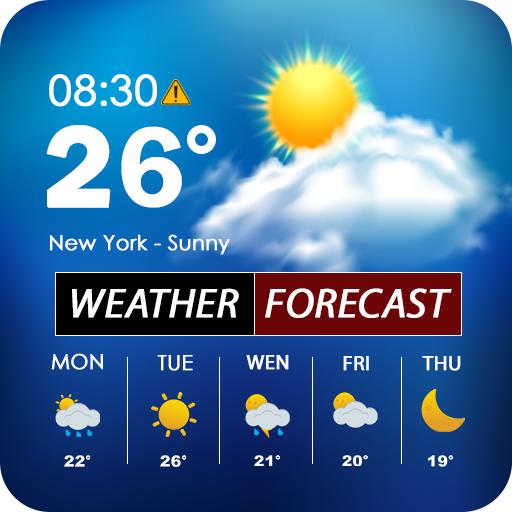 08:30
26°
New York - Sunny
WEATHER FORECAST
MON TUE WEN FRI THU
22° 26° 21° 20° 19°